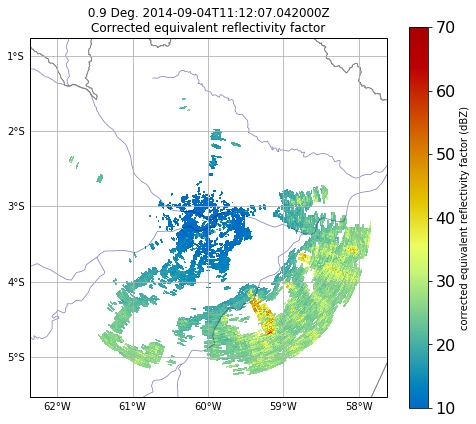 0.9 Deg. 2014-09-04T11:12:07.042000Z
Corrected equivalent reflectivity factor
1°S
2°S
3°S
4°S
5°S
62°W
61°W
60°W
59°W
58°W
70
60
50
40
30
20
10
corrected equivalent reflectivity factor (dBZ)